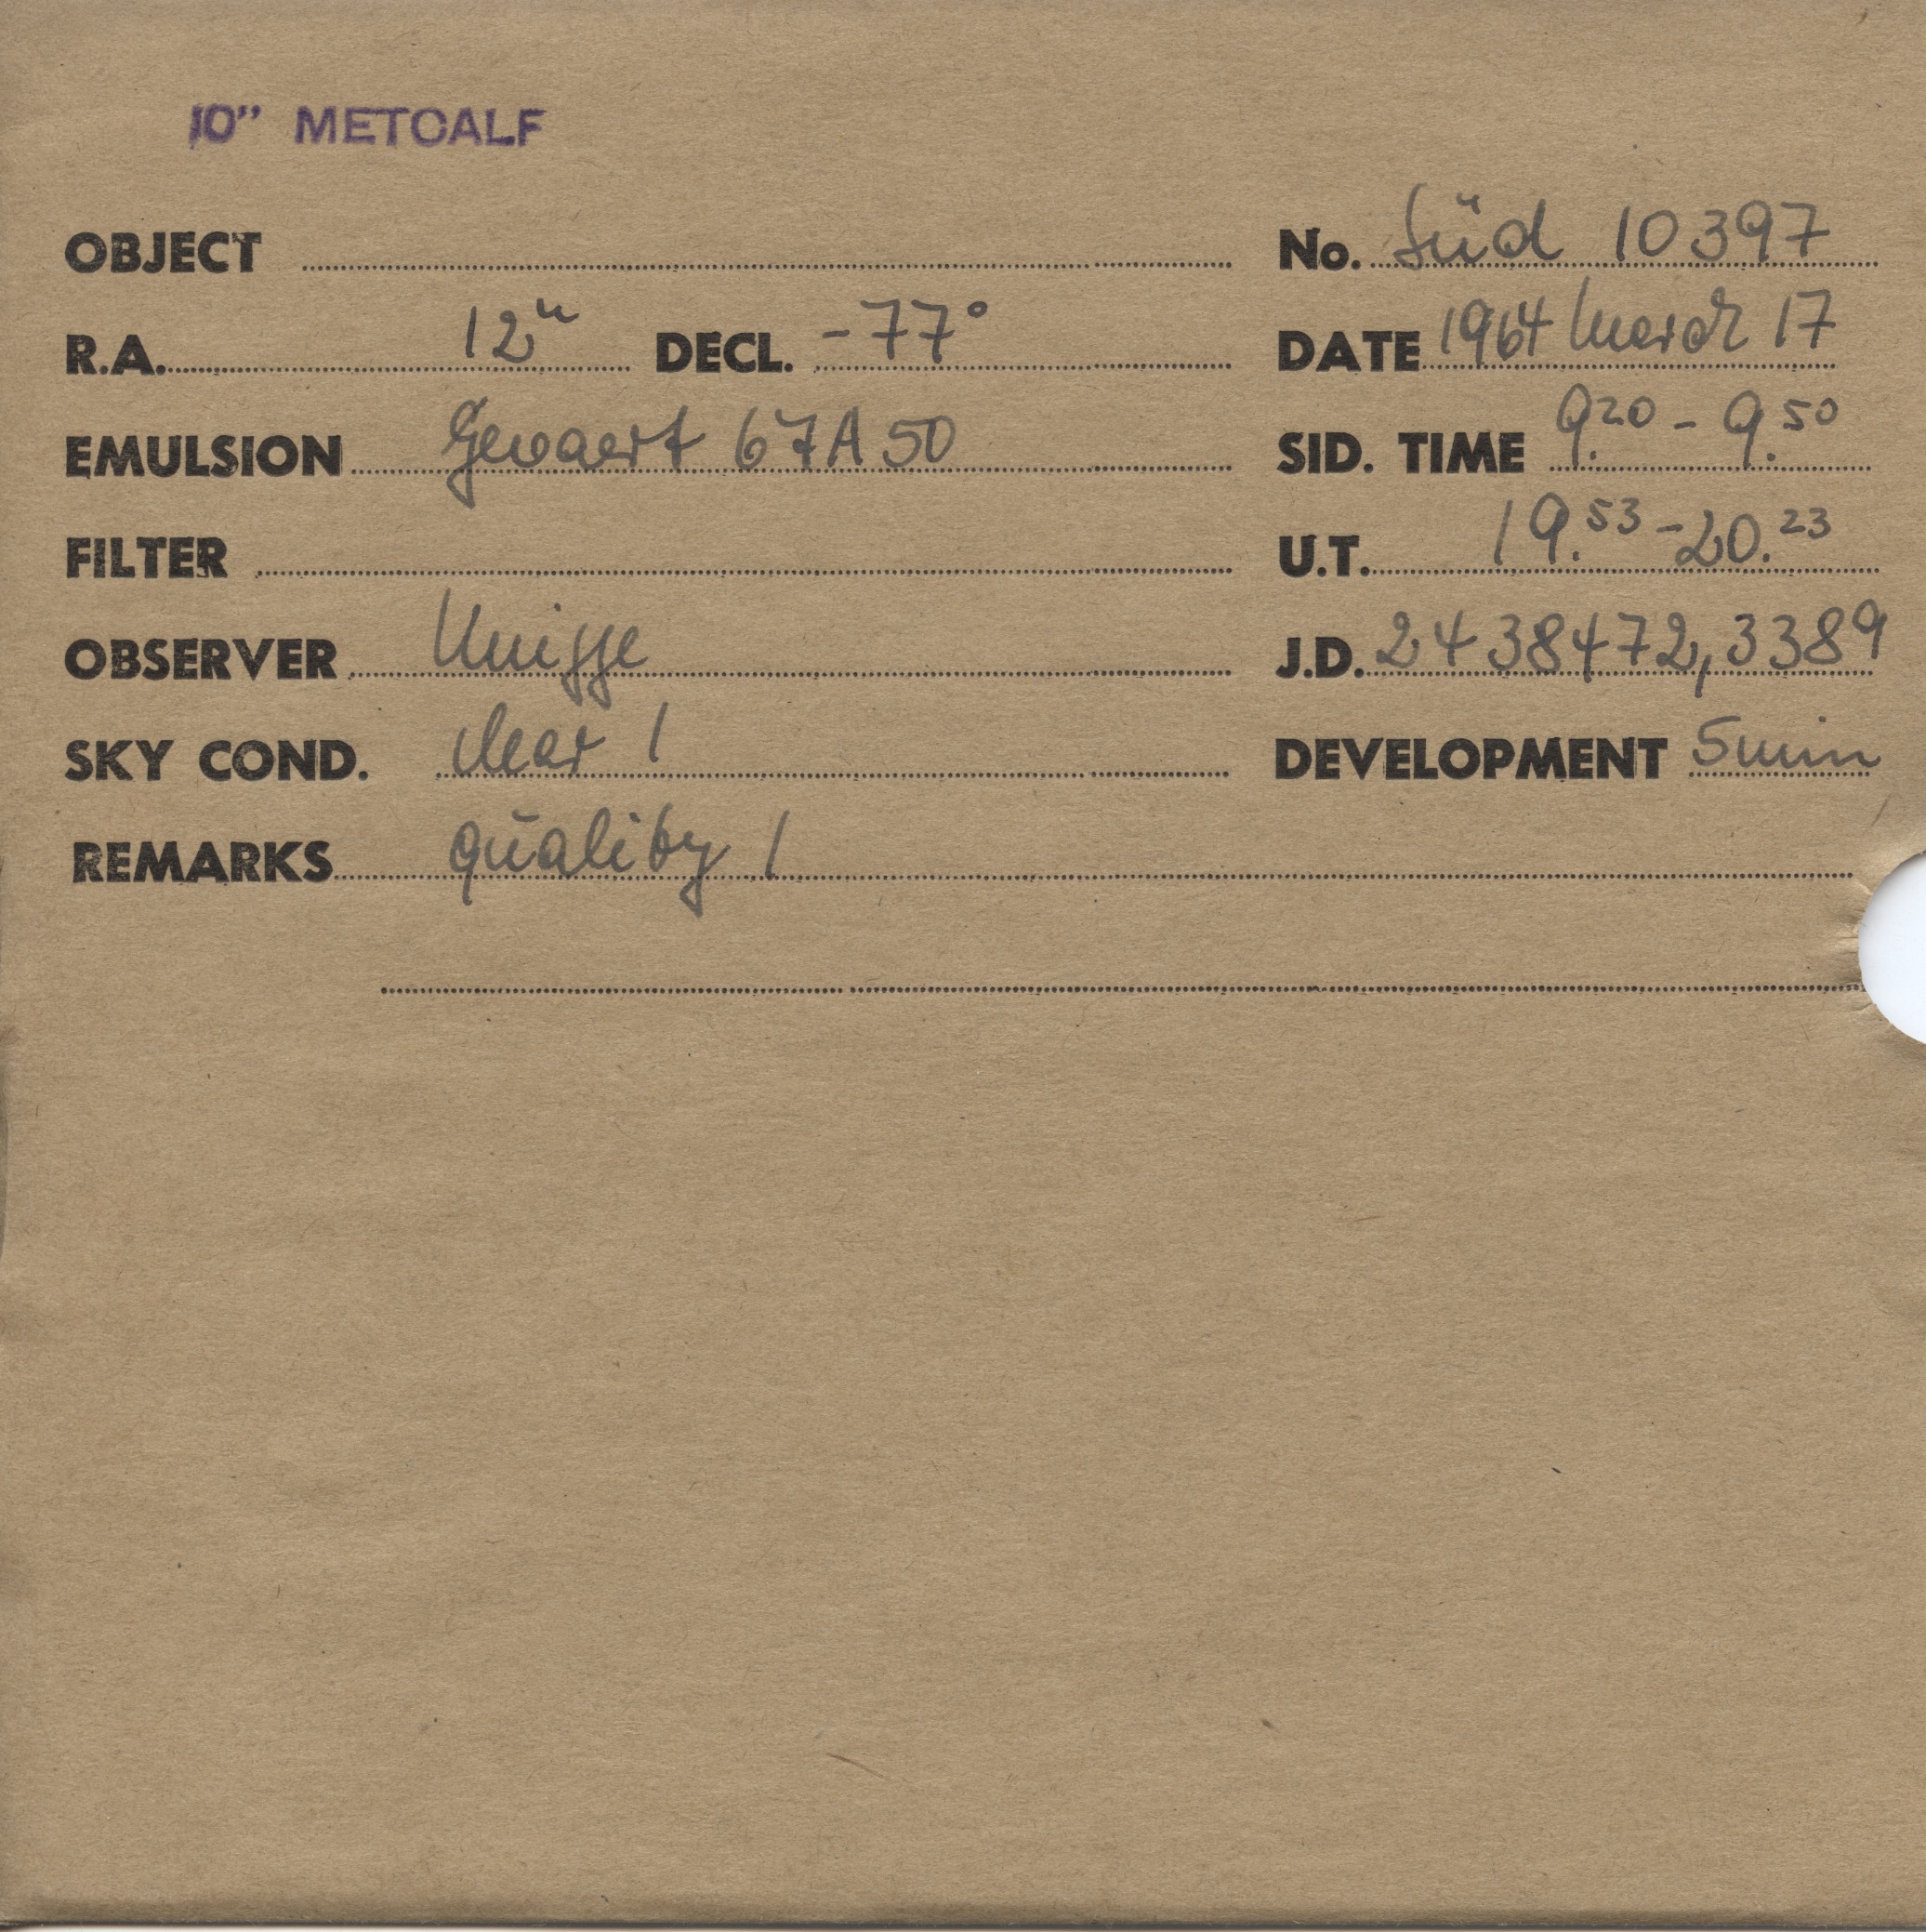 10" METCALF
OBJECT No. Süd 10397
R.A. 12h DECL. -77° DATE 1964 March 17
EMULSION Gevaert 67A50 SID. TIME 9.20 - 9.50
FILTER U.T. 19.53 - 20.23
OBSERVER Knigge J.D. 2438472,3389
SKY COND. clear 1 DEVELOPMENT 5min
REMARKS quality 1